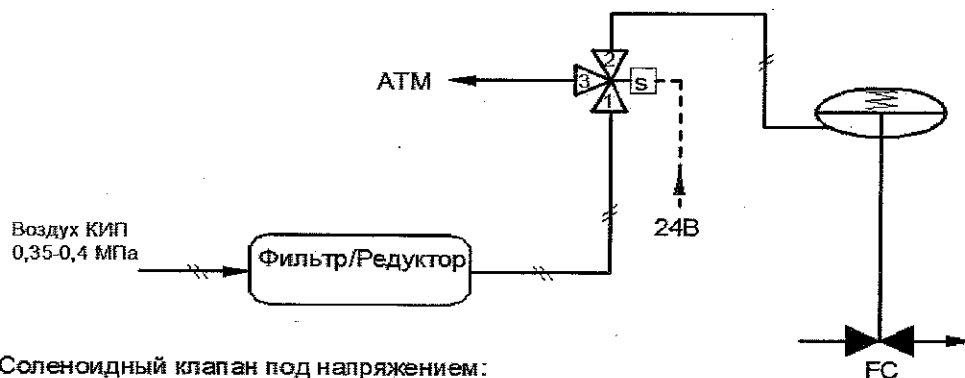 АТМ
2
3
S
1
24В
Воздух КИП
0,35-0,4 МПа
Фильтр/Редуктор
Соленоидный клапан под напряжением:
FC